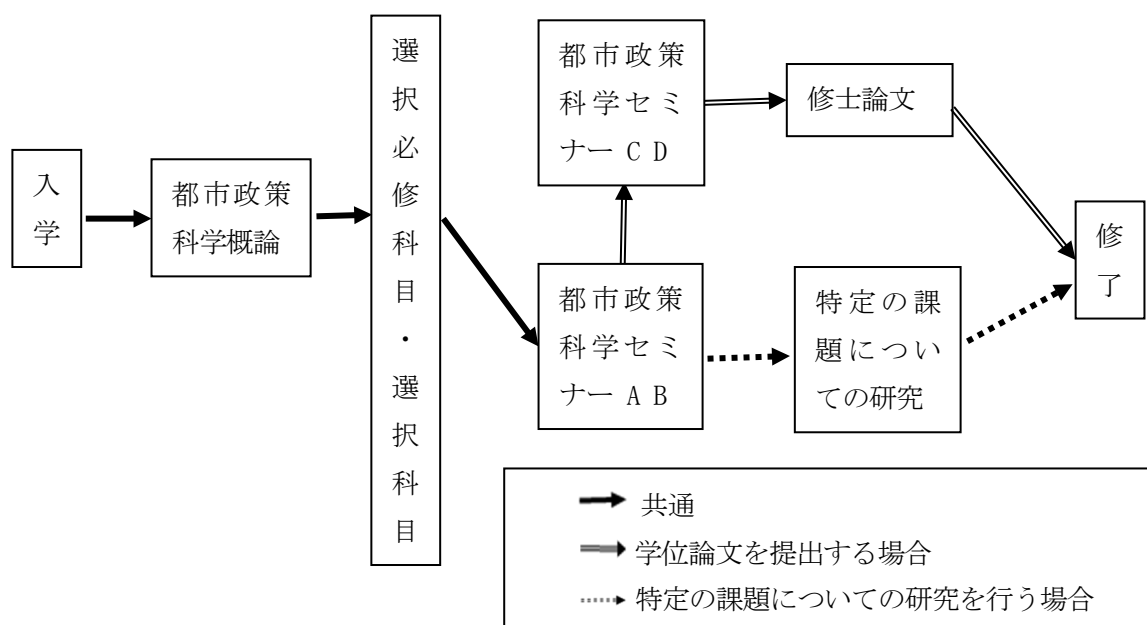 入
学
都市政策
科学概論
選
択
必
修
科
目
・
選
択
科
目
都市政策
科学セミ
ナーCD
修士論文
都市政策
科学セミ
ナーAB
特定の課
題につい
ての研究
修
了
共通
学位論文を提出する場合
特定の課題についての研究を行う場合